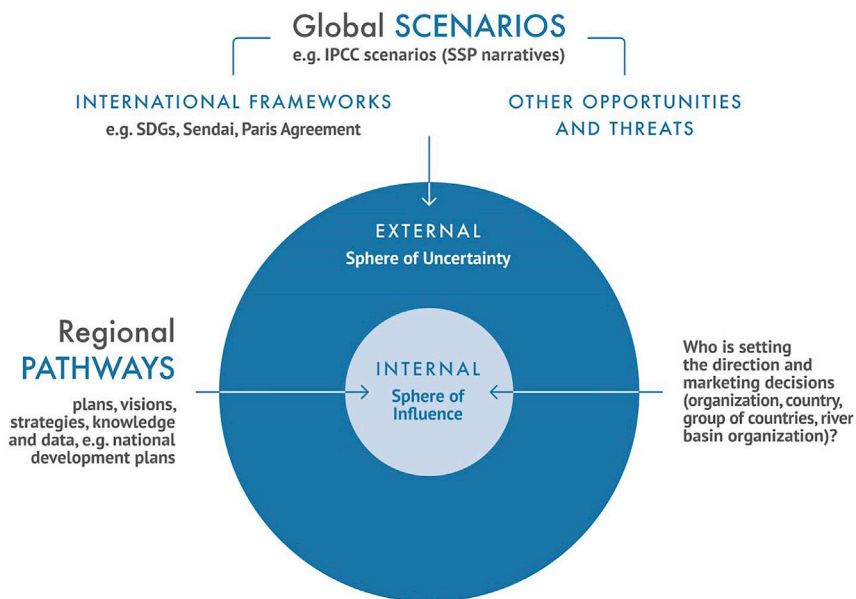 Global SCENARIOS
e.g. IPCC scenarios (SSP narratives)
INTERNATIONAL FRAMEWORKS
e.g. SDGs, Sendai, Paris Agreement
OTHER OPPORTUNITIES
AND THREATS
EXTERNAL
Sphere of Uncertainty
Regional
PATHWAYS
plans, visions,
strategies, knowledge
and data, e.g. national
development plans
INTERNAL
Sphere of
Influence
Who is setting
the direction and
marketing decisions
(organization, country,
group of countries, river
basin organization)?